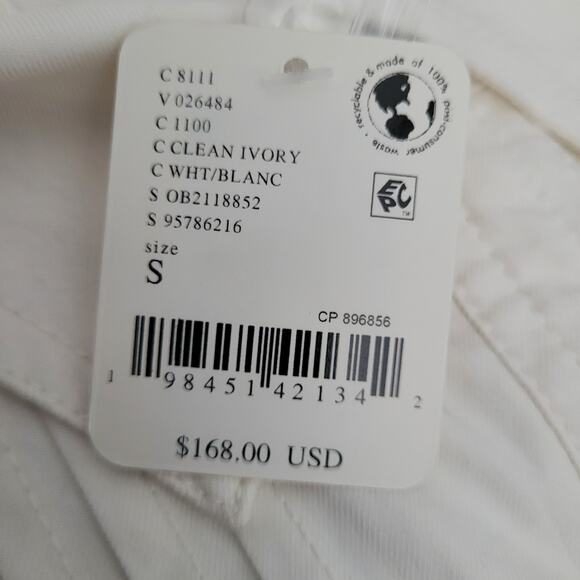 C 8111
V 026484
C 1100
C CLEAN IVORY
C WHT/BLANC
S OB2118852
S 95786216
size
S
recyclable & made of 100% post-consumer waste •
EPC™
CP 896856
1 98451 42134 2
$168.00 USD